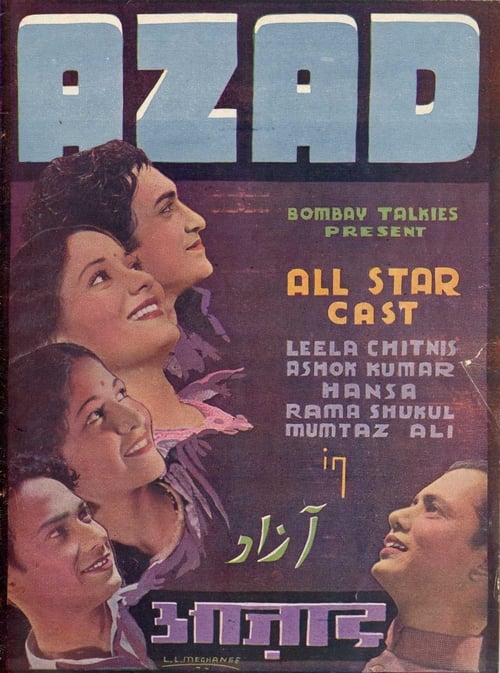 AZAD
BOMBAY TALKIES
PRESENT
ALL STAR
CAST
LEELA CHITNIS
ASHOK KUMAR
HANSA
RAMA SHUKUL
MUMTAZ ALI
in
آزاد
आज़ाद
L.L.MEGHANEE